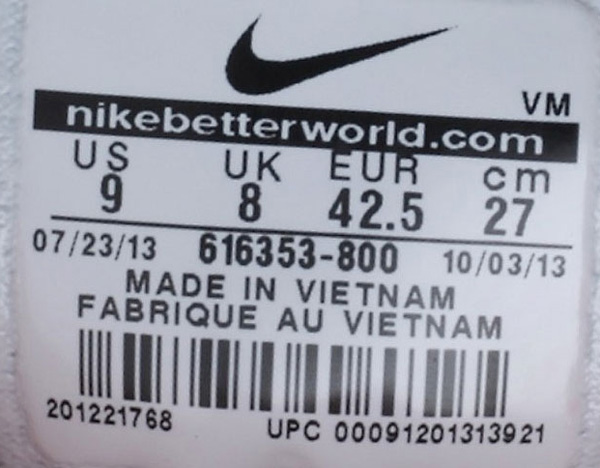 VM
nikebetterworld.com
US UK EUR cm
9 8 42.5 27
07/23/13 616353-800 10/03/13
MADE IN VIETNAM
FABRIQUE AU VIETNAM
201221768 UPC 00091201313921